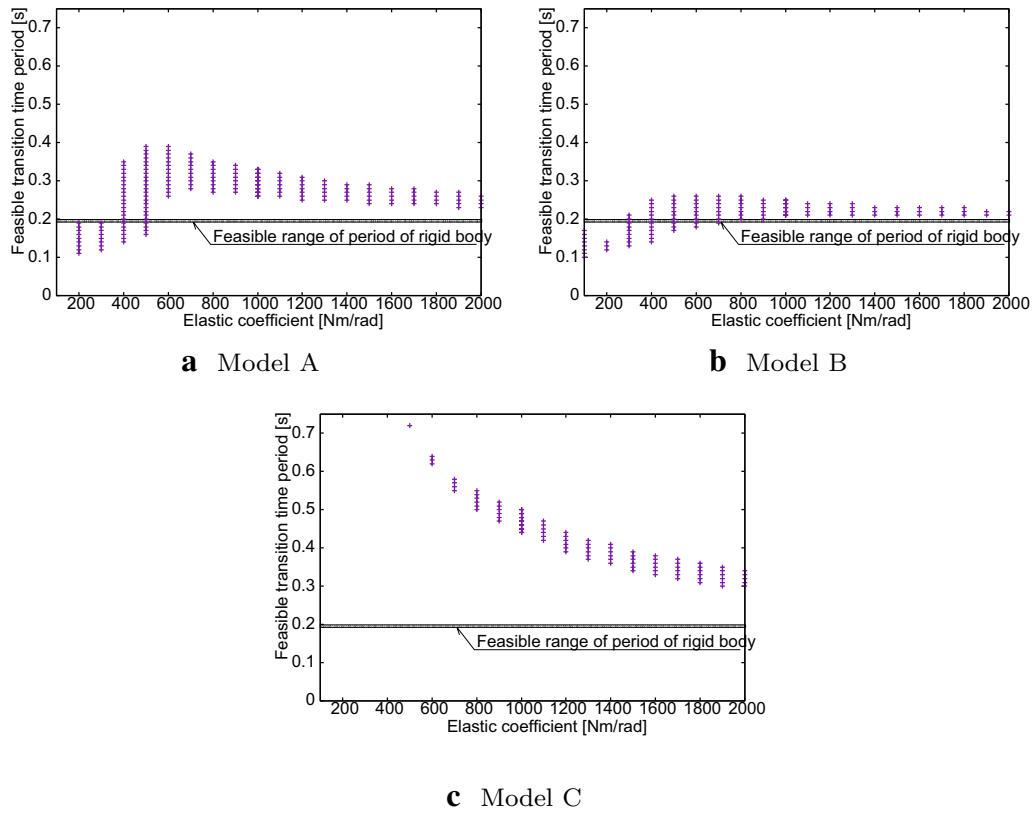 Feasible transition time period [s]
0.7
0.6
0.5
0.4
0.3
0.2
0.1
0
Feasible range of period of rigid body
200 400 600 800 1000 1200 1400 1600 1800 2000
Elastic coefficient [Nm/rad]
a Model A
Feasible transition time period [s]
0.7
0.6
0.5
0.4
0.3
0.2
0.1
0
Feasible range of period of rigid body
200 400 600 800 1000 1200 1400 1600 1800 2000
Elastic coefficient [Nm/rad]
b Model B
Feasible transition time period [s]
0.7
0.6
0.5
0.4
0.3
0.2
0.1
0
Feasible range of period of rigid body
200 400 600 800 1000 1200 1400 1600 1800 2000
Elastic coefficient [Nm/rad]
c Model C